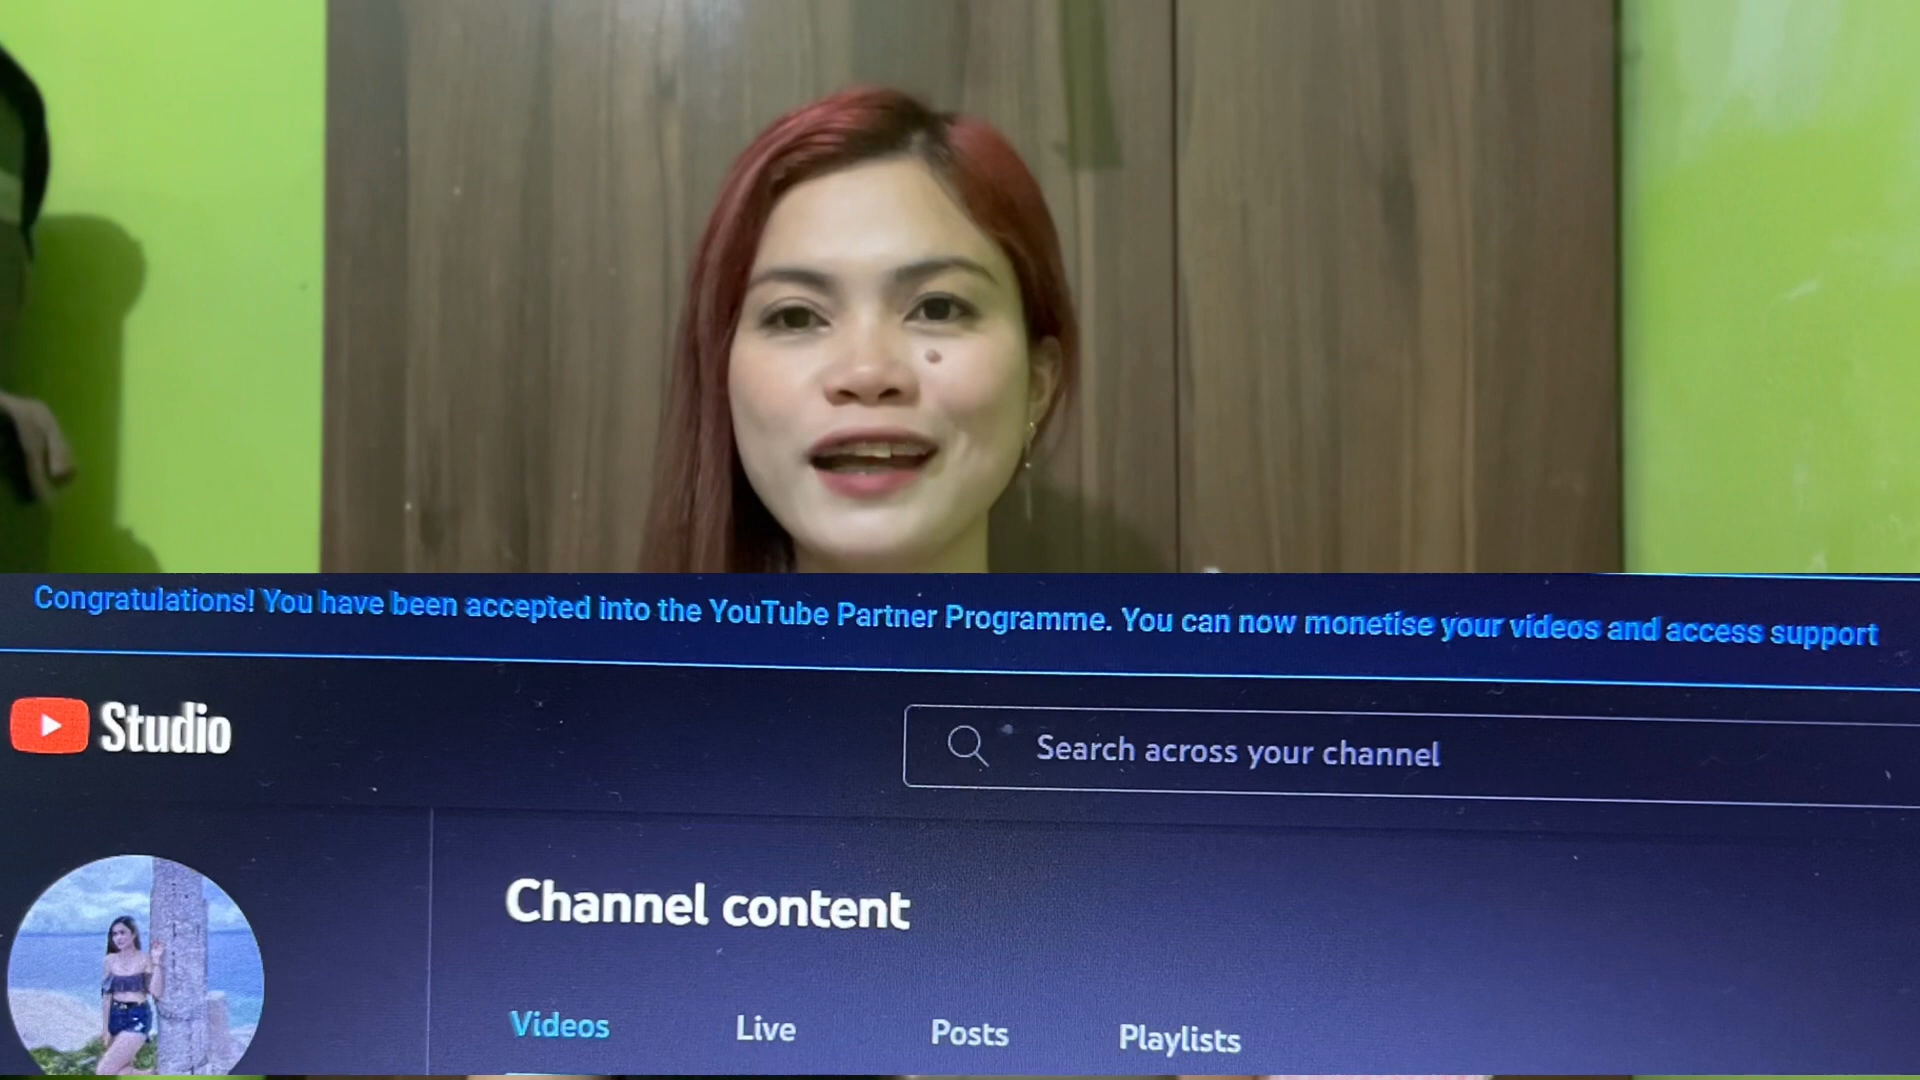 Congratulations! You have been accepted into the YouTube Partner Programme. You can now monetise your videos and access support
Studio
Search across your channel
Channel content
Videos Live Posts Playlists